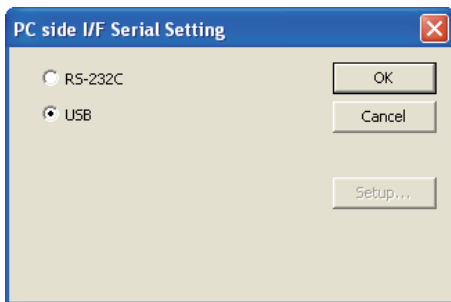 PC side I/F Serial Setting
RS-232C
OK
USB
Cancel
Setup...